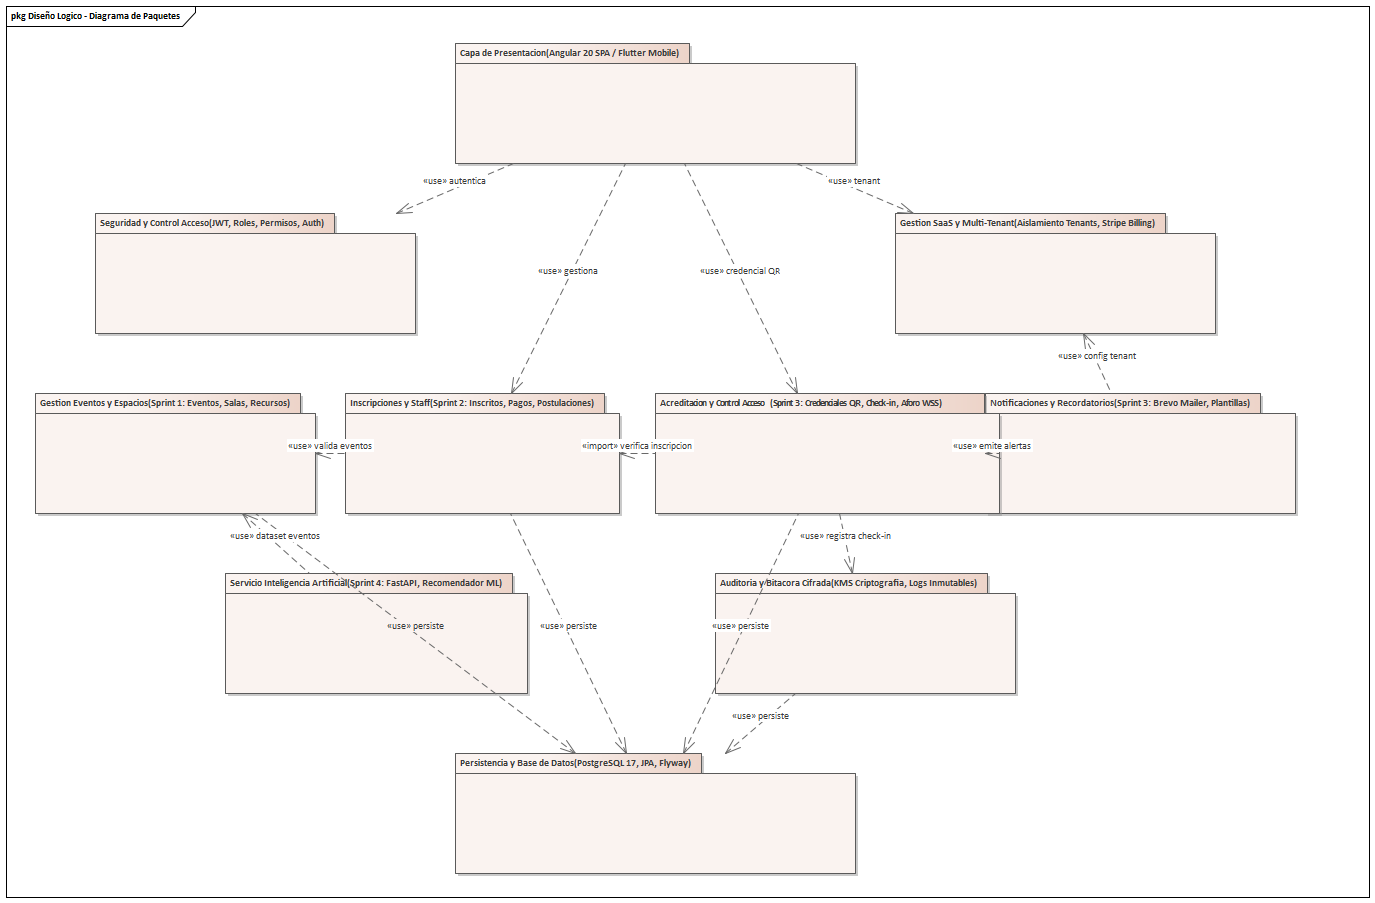 pkg Diseño Logico - Diagrama de Paquetes
Capa de Presentacion(Angular 20 SPA / Flutter Mobile)
«use» autentica
«use» tenant
Seguridad y Control Acceso(JWT, Roles, Permisos, Auth)
Gestion SaaS y Multi-Tenant(Aislamiento Tenants, Stripe Billing)
«use» gestiona
«use» credencial QR
«use» config tenant
Gestion Eventos y Espacios(Sprint 1: Eventos, Salas, Recursos)
Inscripciones y Staff(Sprint 2: Inscritos, Pagos, Postulaciones)
Acreditacion y Control Acceso (Sprint 3: Credenciales QR, Check-in, Aforo WSS)
Notificaciones y Recordatorios(Sprint 3: Brevo Mailer, Plantillas)
«use» valida eventos
«import» verifica inscripcion
«use» emite alertas
«use» dataset eventos
«use» registra check-in
Servicio Inteligencia Artificial(Sprint 4: FastAPI, Recomendador ML)
Auditoria y Bitacora Cifrada(KMS Criptografia, Logs Inmutables)
«use» persiste
«use» persiste
«use» persiste
«use» persiste
Persistencia y Base de Datos(PostgreSQL 17, JPA, Flyway)